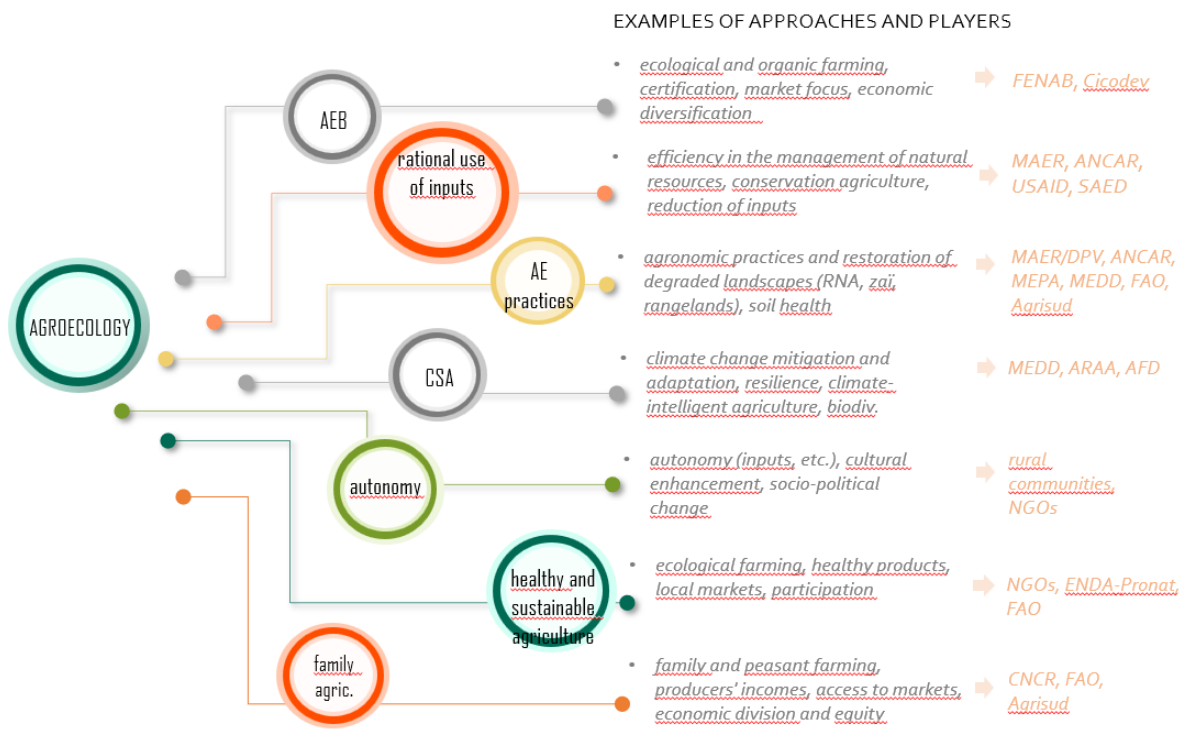 EXAMPLES OF APPROACHES AND PLAYERS
AEB
• ecological and organic farming,
certification, market focus, economic
diversification
FENAB, Cicodev
rational use
of inputs
• efficiency in the management of natural
resources, conservation agriculture,
reduction of inputs
MAER, ANCAR,
USAID, SAED
AGROECOLOGY
AE
practices
• agronomic practices and restoration of
degraded landscapes (RNA, zaï,
rangelands), soil health
MAER/DPV, ANCAR,
MEPA, MEDD, FAO,
Agrisud
CSA
• climate change mitigation and
adaptation, resilience, climate-
intelligent agriculture, biodiv.
MEDD, ARAA, AFD
autonomy
• autonomy (inputs, etc.), cultural
enhancement, socio-political
change
rural
communities,
NGOs
healthy and
sustainable
agriculture
• ecological farming, healthy products,
local markets, participation
NGOs, ENDA-Pronat,
FAO
family
agric.
• family and peasant farming,
producers' incomes, access to markets,
economic division and equity
CNCR, FAO,
Agrisud